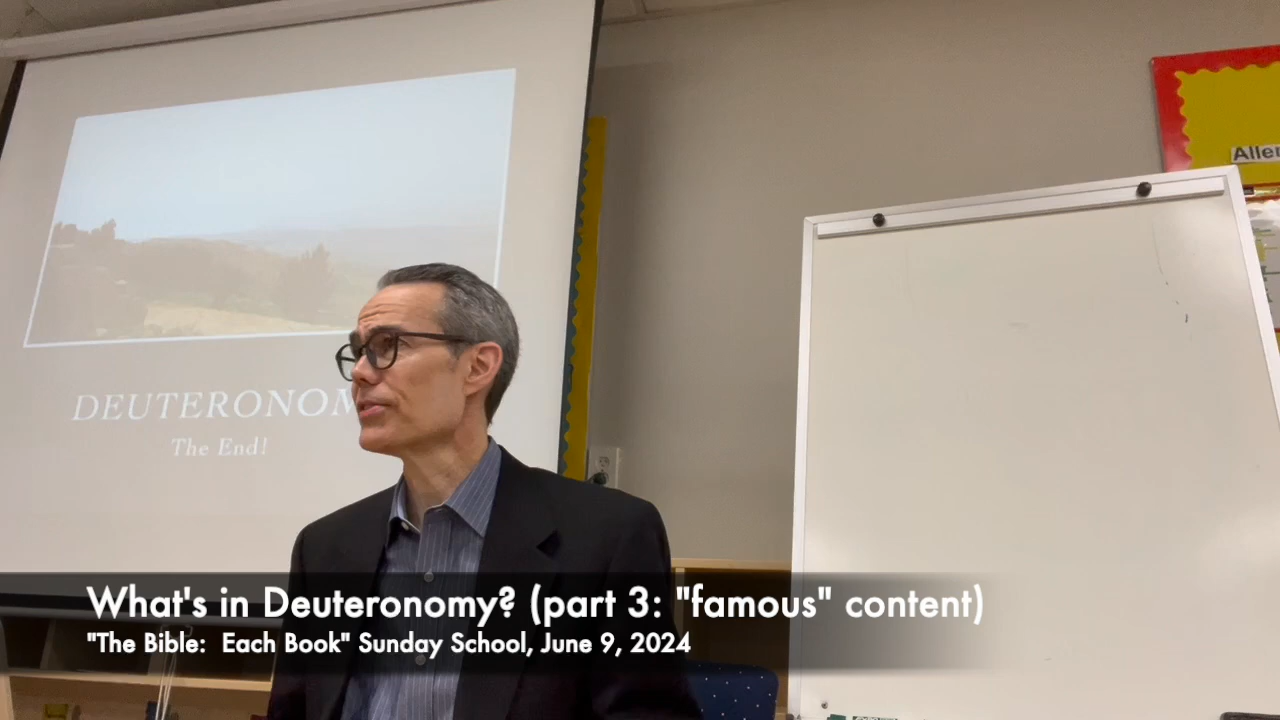 DEUTERONOM
The End!
Aller
What's in Deuteronomy? (part 3: "famous" content)
"The Bible: Each Book" Sunday School, June 9, 2024